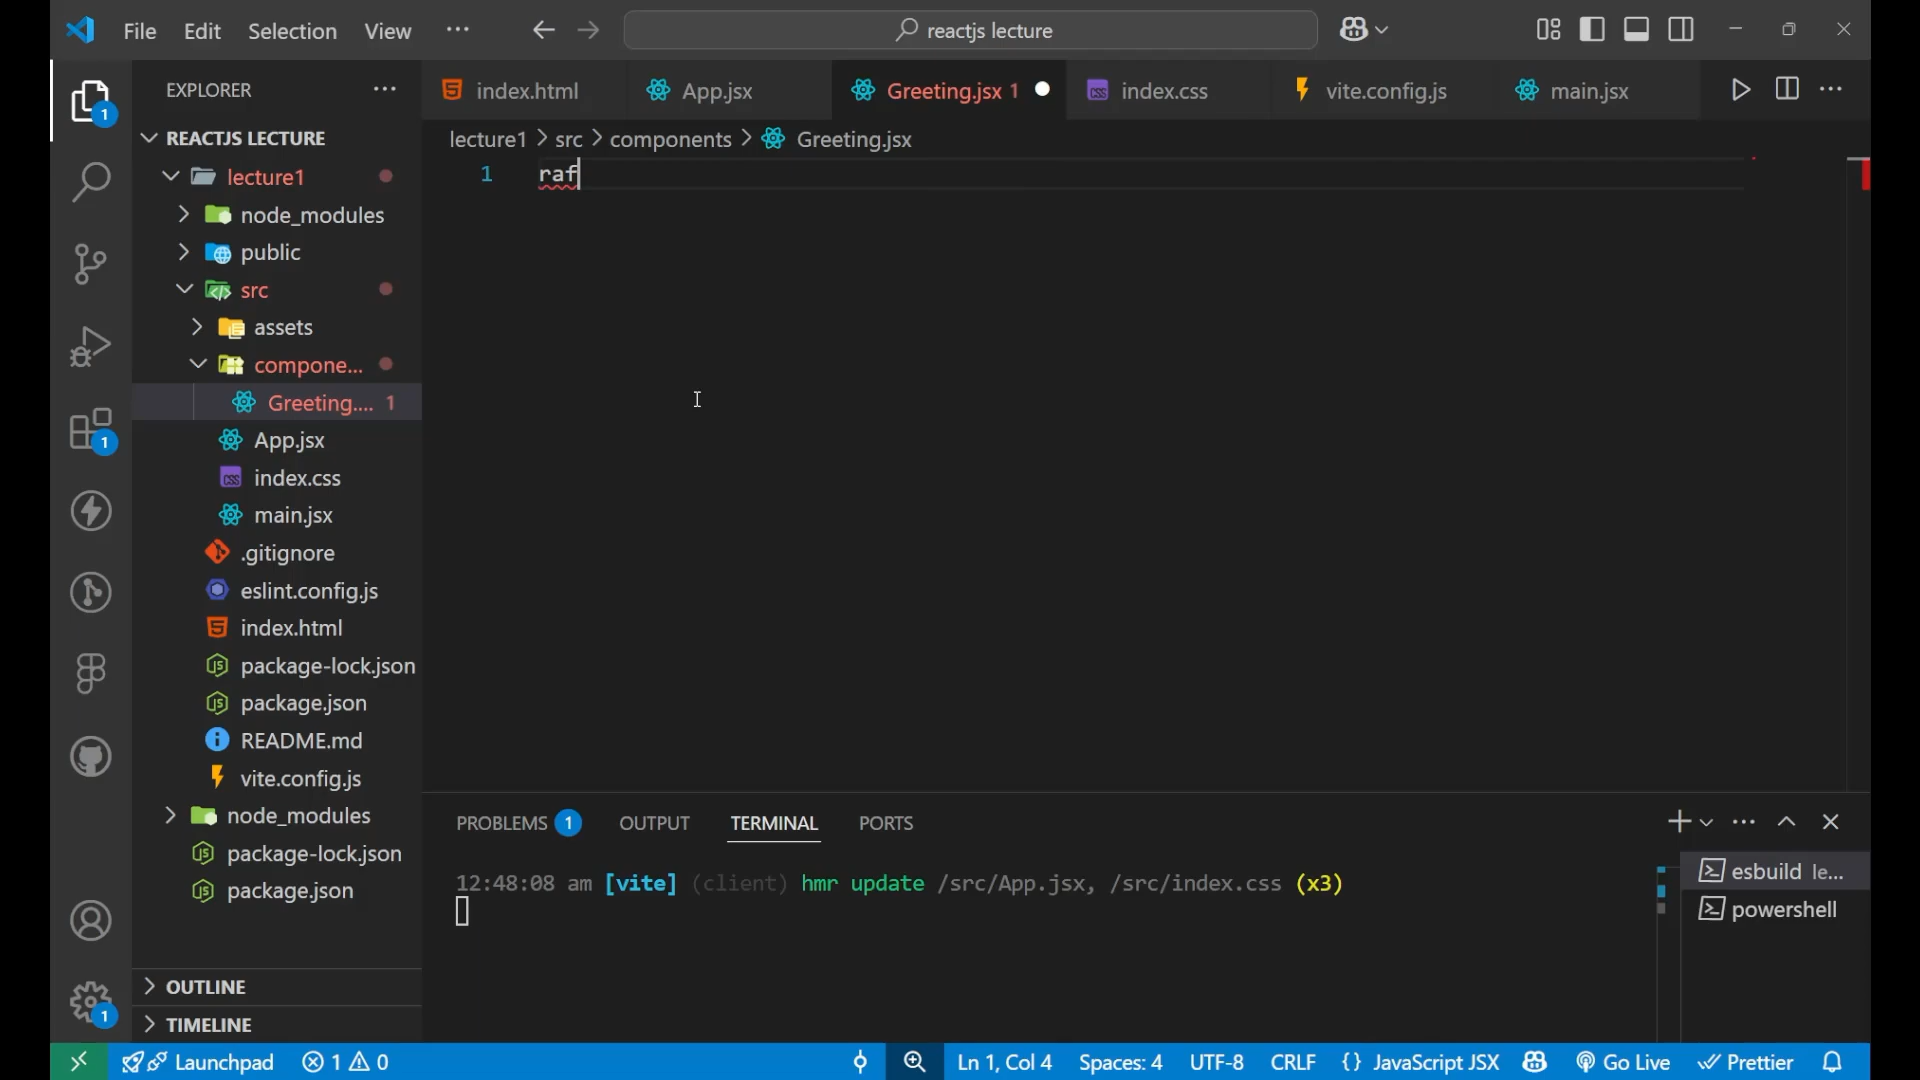 File Edit Selection View ··· reactjs lecture
EXPLORER ···
REACTJS LECTURE
lecture1
node_modules
public
src
assets
compone...
Greeting.... 1
App.jsx
index.css
main.jsx
.gitignore
eslint.config.js
index.html
package-lock.json
package.json
README.md
vite.config.js
node_modules
package-lock.json
package.json
OUTLINE
TIMELINE
index.html App.jsx Greeting.jsx 1 index.css vite.config.js main.jsx
lecture1 > src > components > Greeting.jsx
1 raf
PROBLEMS 1 OUTPUT TERMINAL PORTS
12:48:08 am [vite] (client) hmr update /src/App.jsx, /src/index.css (x3)
esbuild le...
powershell
1
1
1
Launchpad 1 0 Ln 1, Col 4 Spaces: 4 UTF-8 CRLF {} JavaScript JSX Go Live Prettier